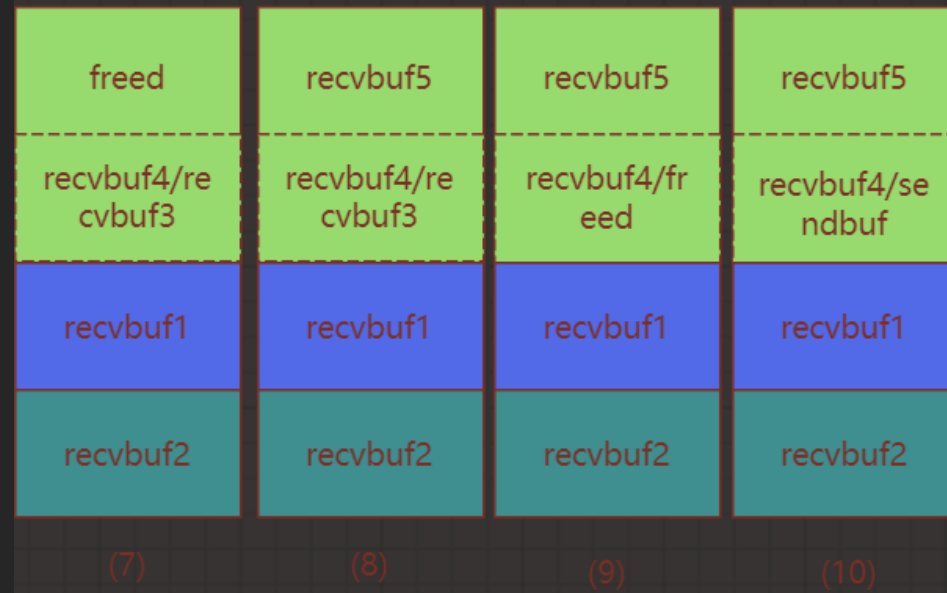 freed
recvbuf5
recvbuf5
recvbuf5
recvbuf4/re
cvbuf3
recvbuf4/re
cvbuf3
recvbuf4/fr
eed
recvbuf4/se
ndbuf
recvbuf1
recvbuf1
recvbuf1
recvbuf1
recvbuf2
recvbuf2
recvbuf2
recvbuf2
(7)
(8)
(9)
(10)